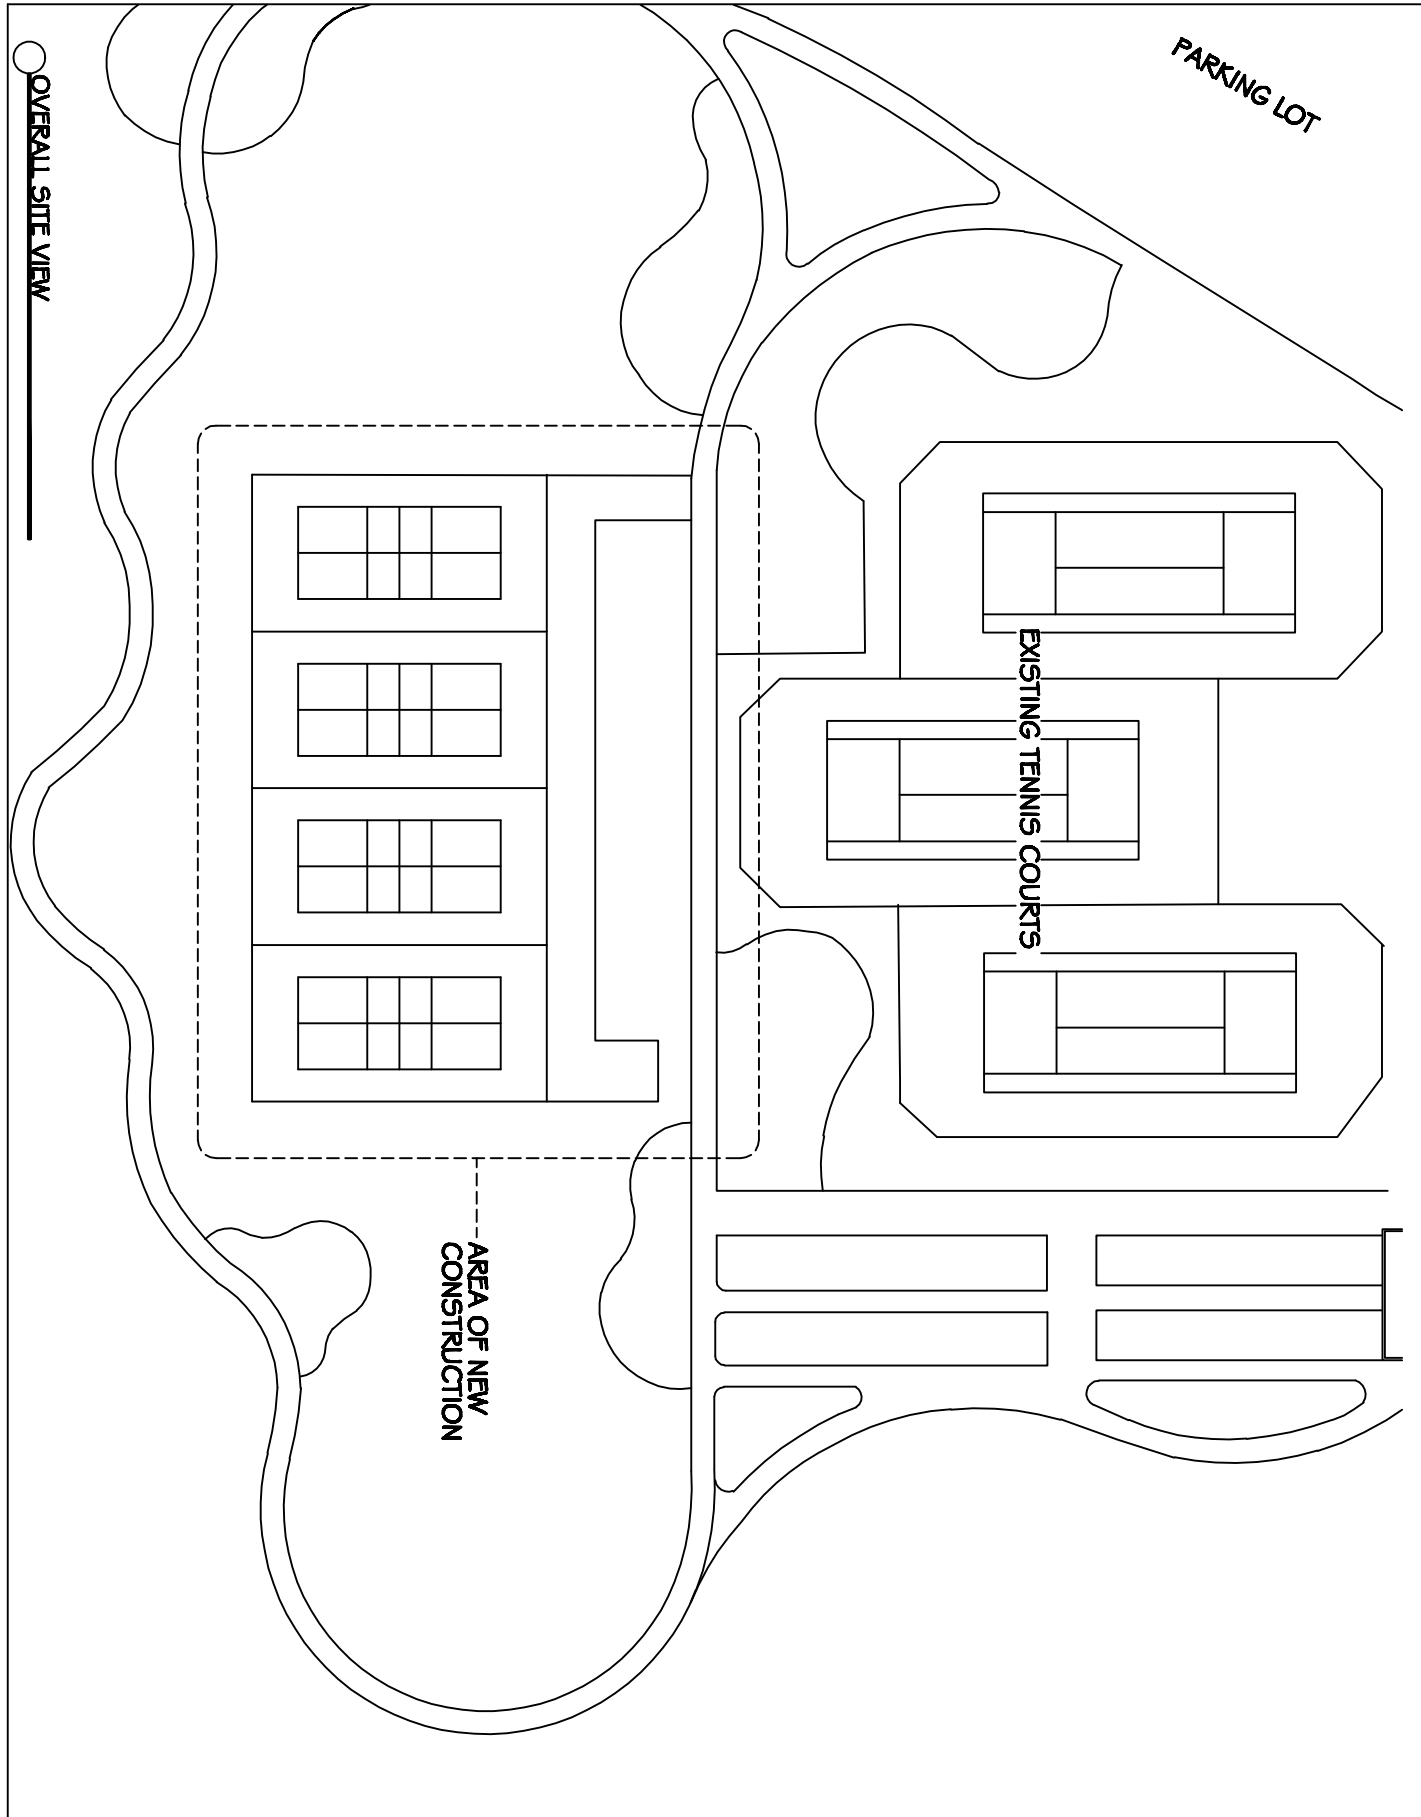 PARKING LOT
EXISTING TENNIS COURTS
AREA OF NEW
CONSTRUCTION
OVERALL SITE VIEW